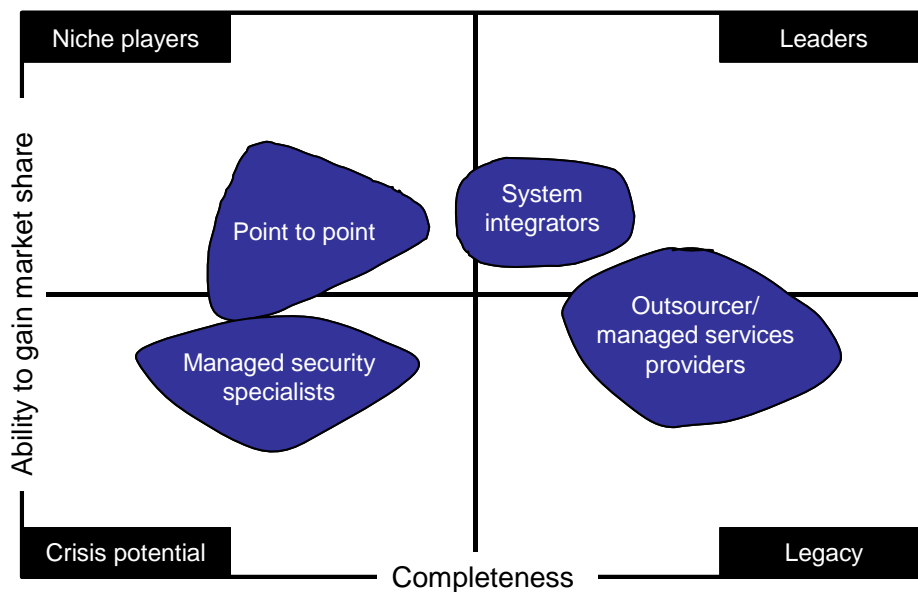 Niche players
Leaders
Ability to gain market share
Point to point
System
integrators
Outsourcer/
managed services
providers
Managed security
specialists
Crisis potential
Legacy
Completeness